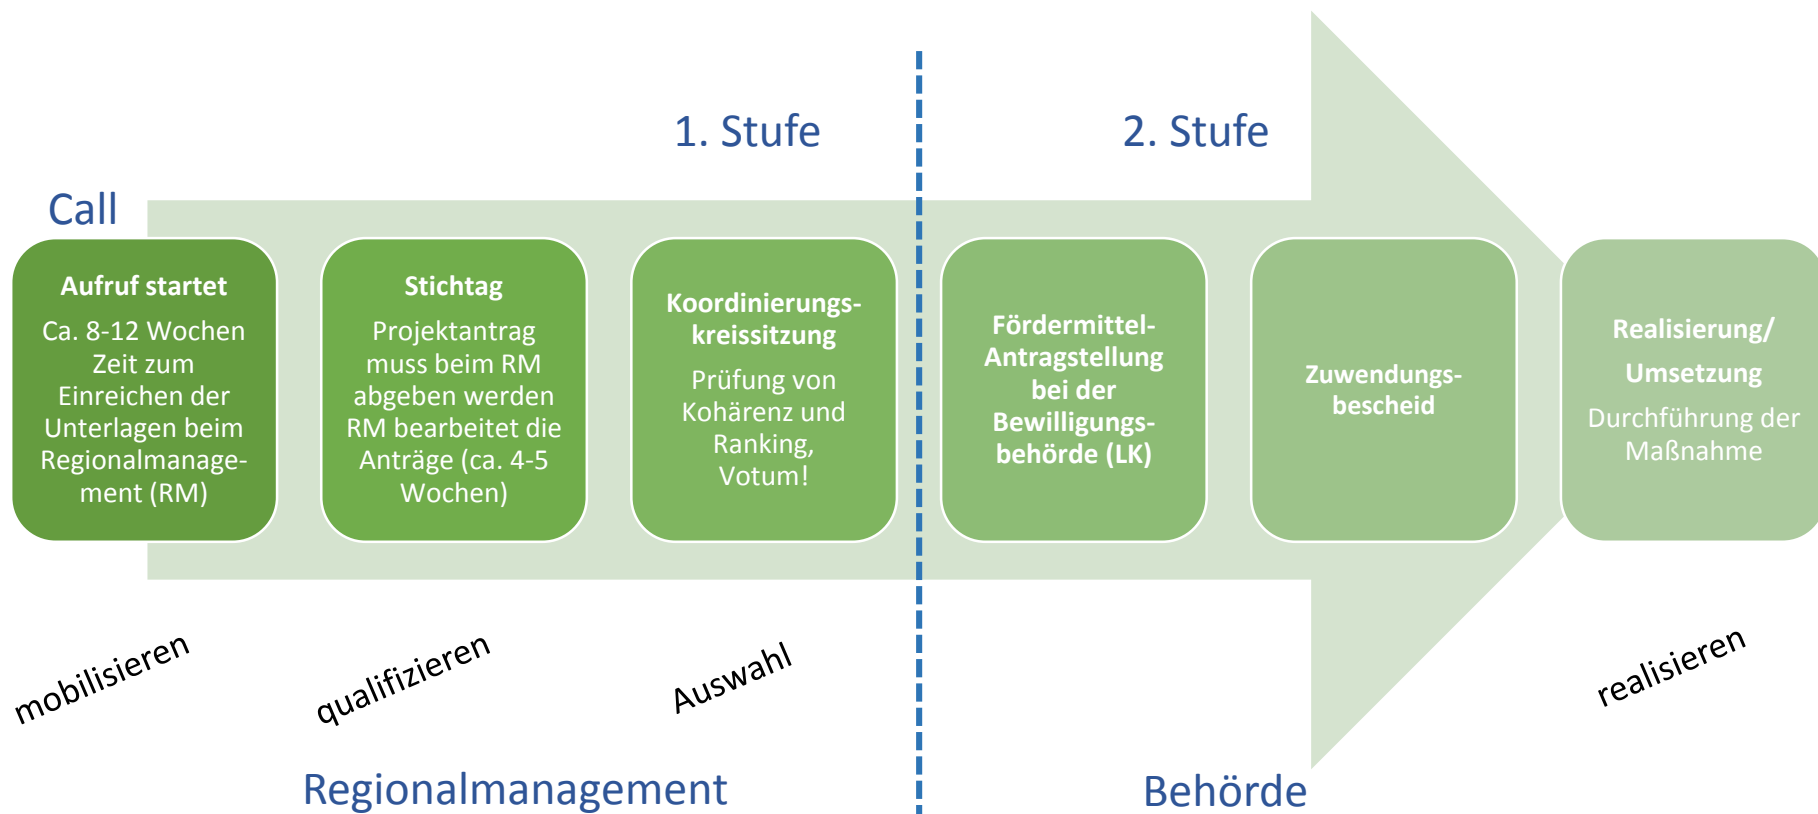 1. Stufe
2. Stufe
Call
Aufruf startet
Ca. 8-12 Wochen
Zeit zum
Einreichen der
Unterlagen beim
Regionalmanage-
ment (RM)
Stichtag
Projektantrag
muss beim RM
abgeben werden
RM bearbeitet die
Anträge (ca. 4-5
Wochen)
Koordinierungs-
kreissitzung
Prüfung von
Kohärenz und
Ranking,
Votum!
Fördermittel-
Antragstellung
bei der
Bewilligungs-
behörde (LK)
Zuwendungs-
bescheid
Realisierung/
Umsetzung
Durchführung der
Maßnahme
mobilisieren
qualifizieren
Auswahl
realisieren
Regionalmanagement
Behörde